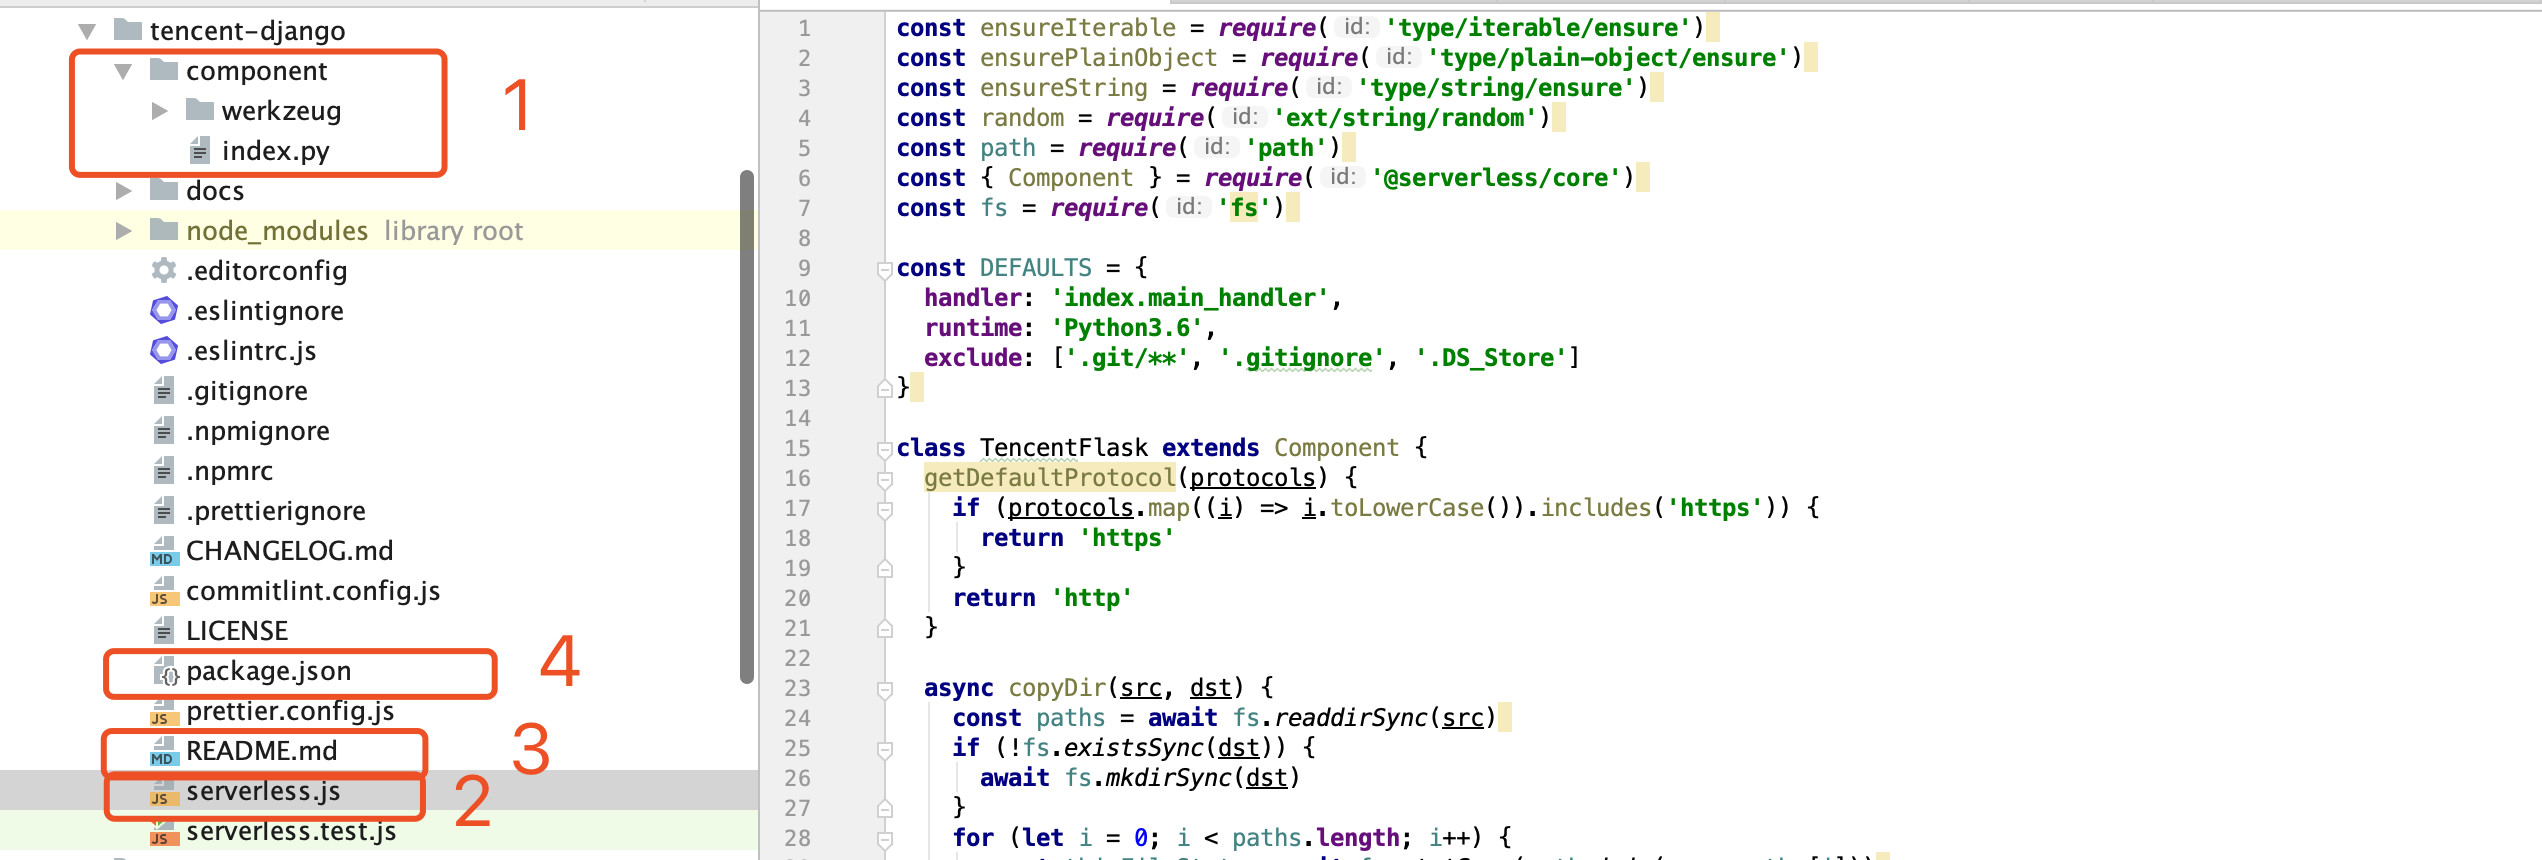 tencent-django
component
werkzeug
index.py
1
docs
node_modules library root
.editorconfig
.eslintignore
.eslintrc.js
.gitignore
.npmignore
.npmrc
.prettierignore
MD CHANGELOG.md
JS commitlint.config.js
LICENSE
package.json
4
JS prettier.config.js
MD README.md
3
JS serverless.js
2
JS serverless.test.js
1 const ensureIterable = require( id: 'type/iterable/ensure')
2 const ensurePlainObject = require( id: 'type/plain-object/ensure')
3 const ensureString = require( id: 'type/string/ensure')
4 const random = require( id: 'ext/string/random')
5 const path = require( id: 'path')
6 const { Component } = require( id: '@serverless/core')
7 const fs = require( id: 'fs')
8
9 const DEFAULTS = {
10 handler: 'index.main_handler',
11 runtime: 'Python3.6',
12 exclude: ['.git/**', '.gitignore', '.DS_Store']
13 }
14
15 class TencentFlask extends Component {
16 getDefaultProtocol(protocols) {
17 if (protocols.map((i) => i.toLowerCase()).includes('https')) {
18 return 'https'
19 }
20 return 'http'
21 }
22
23 async copyDir(src, dst) {
24 const paths = await fs.readdirSync(src)
25 if (!fs.existsSync(dst)) {
26 await fs.mkdirSync(dst)
27 }
28 for (let i = 0; i < paths.length; i++) {